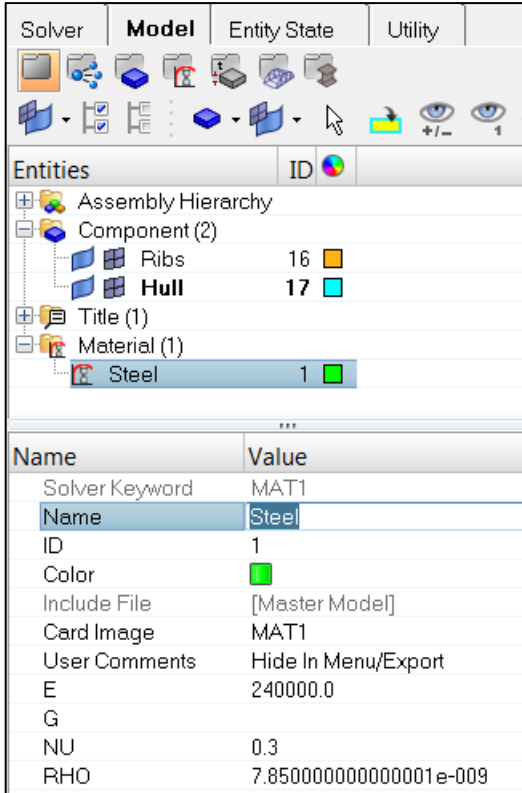 Solver Model Entity State Utility
+/- 1
Entities ID
Assembly Hierarchy
Component (2)
Ribs 16
Hull 17
Title (1)
Material (1)
Steel 1
Name Value
Solver Keyword MAT1
Name Steel
ID 1
Color
Include File [Master Model]
Card Image MAT1
User Comments Hide In Menu/Export
E 240000.0
G
NU 0.3
RHO 7.850000000000001e-009